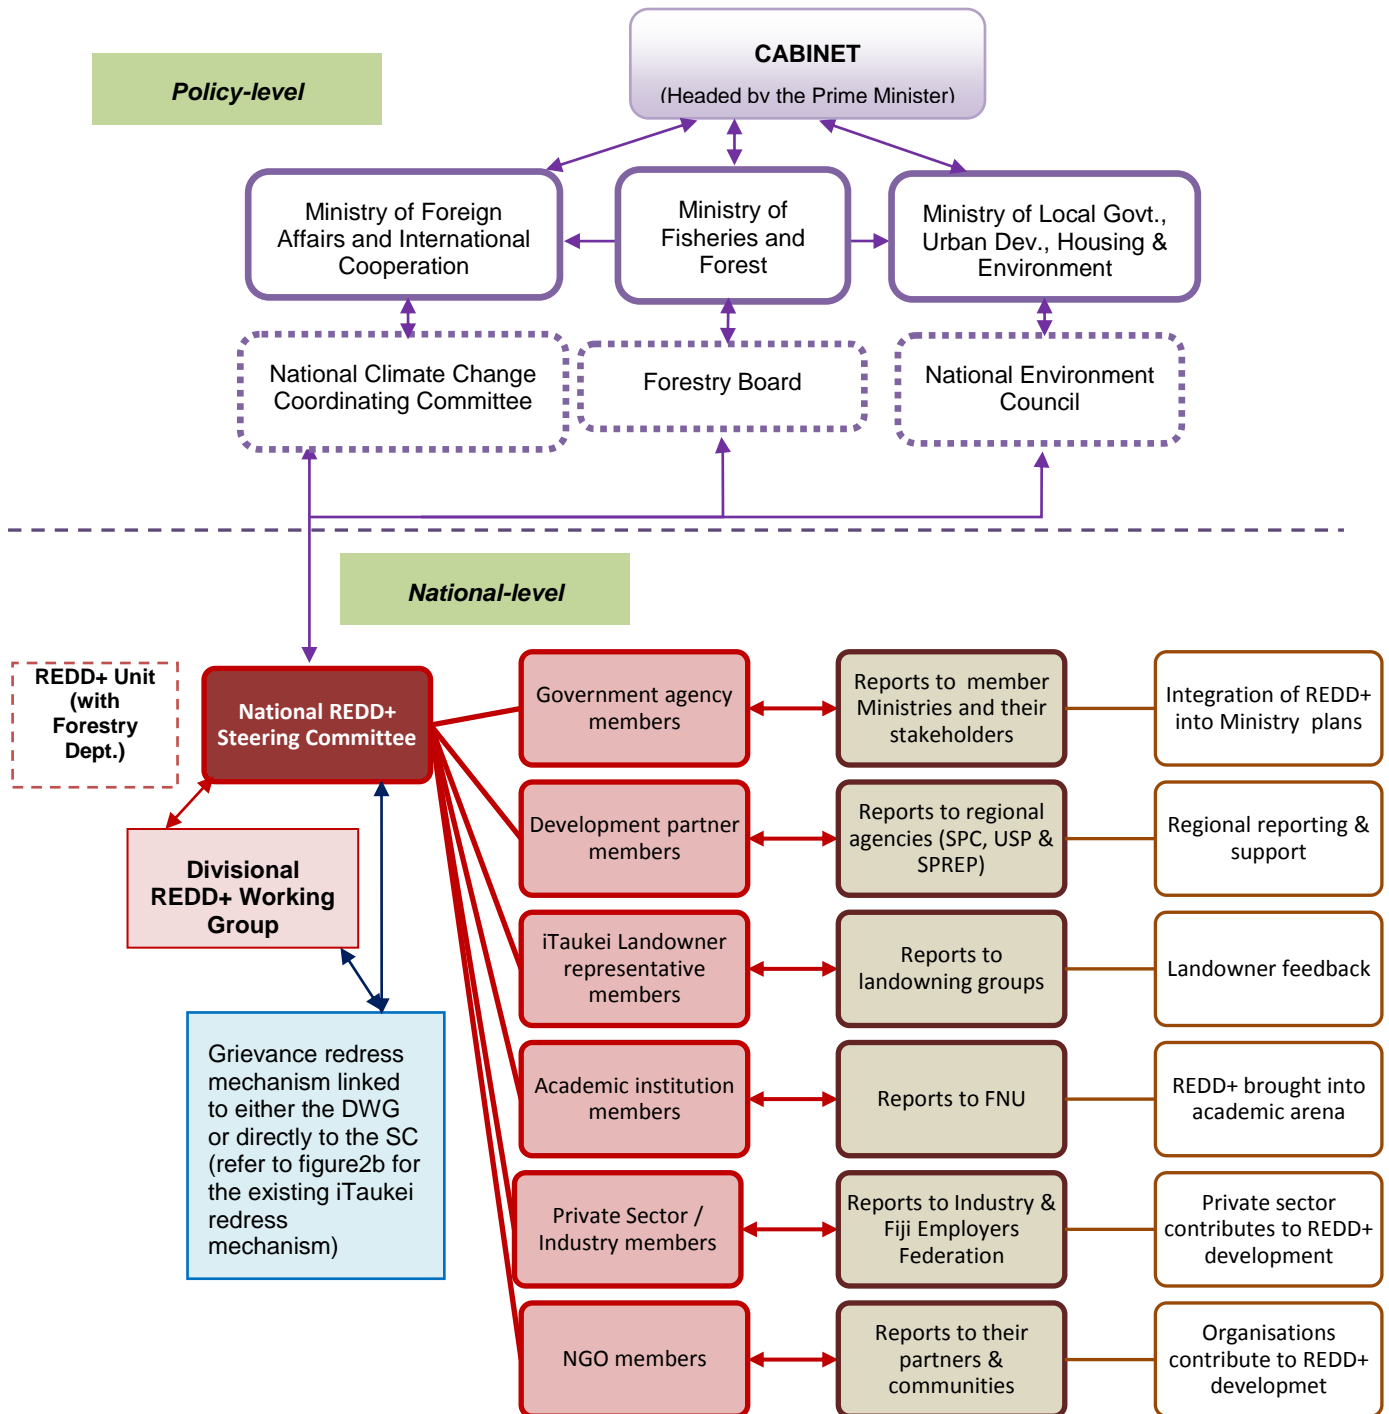 CABINET
(Headed by the Prime Minister)
Policy-level
Ministry of Foreign
Affairs and International
Cooperation
Ministry of
Fisheries and
Forest
Ministry of Local Govt.,
Urban Dev., Housing &
Environment
National Climate Change
Coordinating Committee
Forestry Board
National Environment
Council
National-level
REDD+ Unit
(with
Forestry
Dept.)
National REDD+
Steering Committee
Divisional
REDD+ Working
Group
Grievance redress
mechanism linked
to either the DWG
or directly to the SC
(refer to figure2b for
the existing iTaukei
redress
mechanism)
Government agency
members
Reports to  member
Ministries and their
stakeholders
Integration of REDD+
into Ministry  plans
Development partner
members
Reports to regional
agencies (SPC, USP &
SPREP)
Regional reporting &
support
iTaukei Landowner
representative
members
Reports to
landowning groups
Landowner feedback
Academic institution
members
Reports to FNU
REDD+ brought into
academic arena
Private Sector /
Industry members
Reports to Industry &
Fiji Employers
Federation
Private sector
contributes to REDD+
development
NGO members
Reports to their
partners &
communities
Organisations
contribute to REDD+
developmet